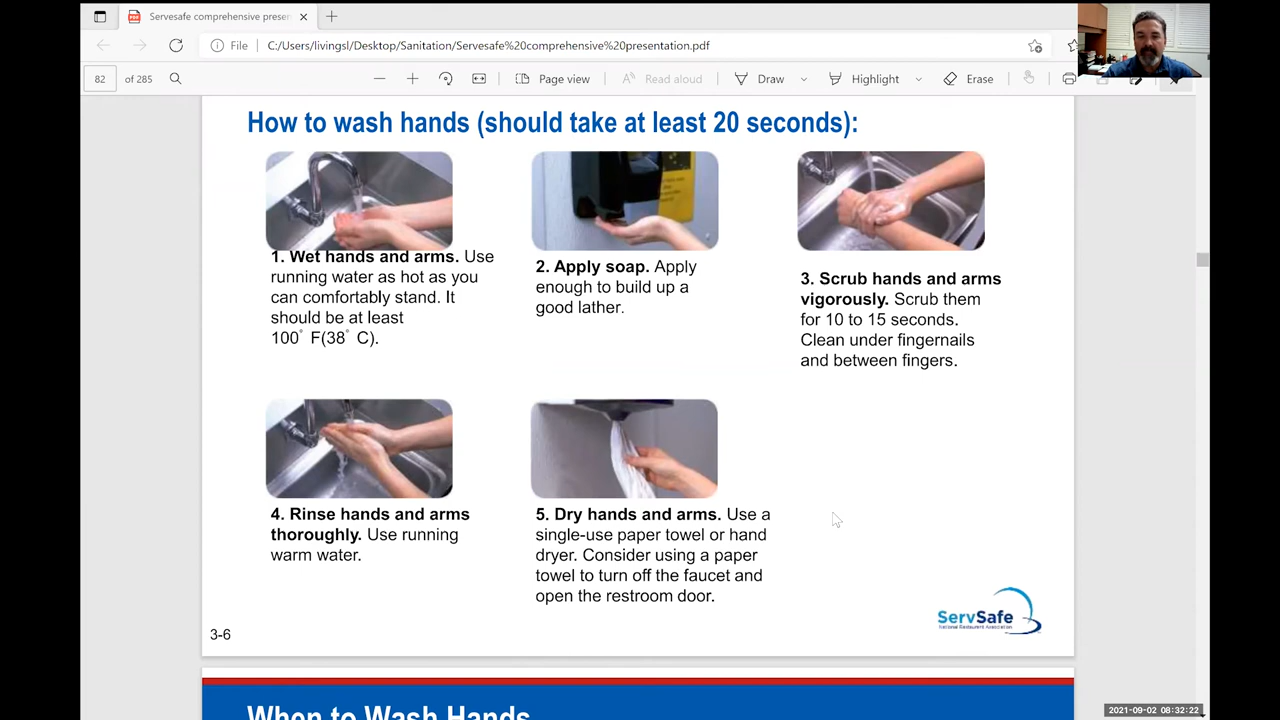 Servesafe comprehensive presen
File
C:/Users/livingsl/Desktop/Sanitation/Servesafe%20comprehensive%20presentation.pdf
82 of 285
Page view
Read aloud
Draw
Highlight
Erase
How to wash hands (should take at least 20 seconds):
1. Wet hands and arms. Use
running water as hot as you
can comfortably stand. It
should be at least
100° F(38° C).
2. Apply soap. Apply
enough to build up a
good lather.
3. Scrub hands and arms
vigorously. Scrub them
for 10 to 15 seconds.
Clean under fingernails
and between fingers.
4. Rinse hands and arms
thoroughly. Use running
warm water.
5. Dry hands and arms. Use a
single-use paper towel or hand
dryer. Consider using a paper
towel to turn off the faucet and
open the restroom door.
ServSafe
National Restaurant Association
3-6
When to Wash Hands
2021-09-02 08:32:22